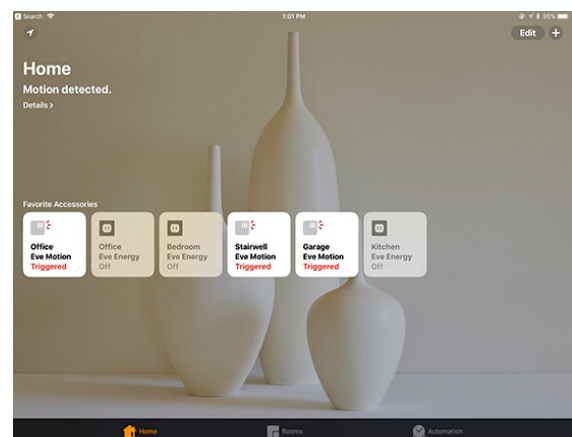 Search
1:01 PM
95%
Edit
Home
Motion detected.
Details >
Favorite Accessories
Office
Eve Motion
Triggered
Office
Eve Energy
Off
Bedroom
Eve Energy
Off
Stairwell
Eve Motion
Triggered
Garage
Eve Motion
Triggered
Kitchen
Eve Energy
Off
Home
Rooms
Automation